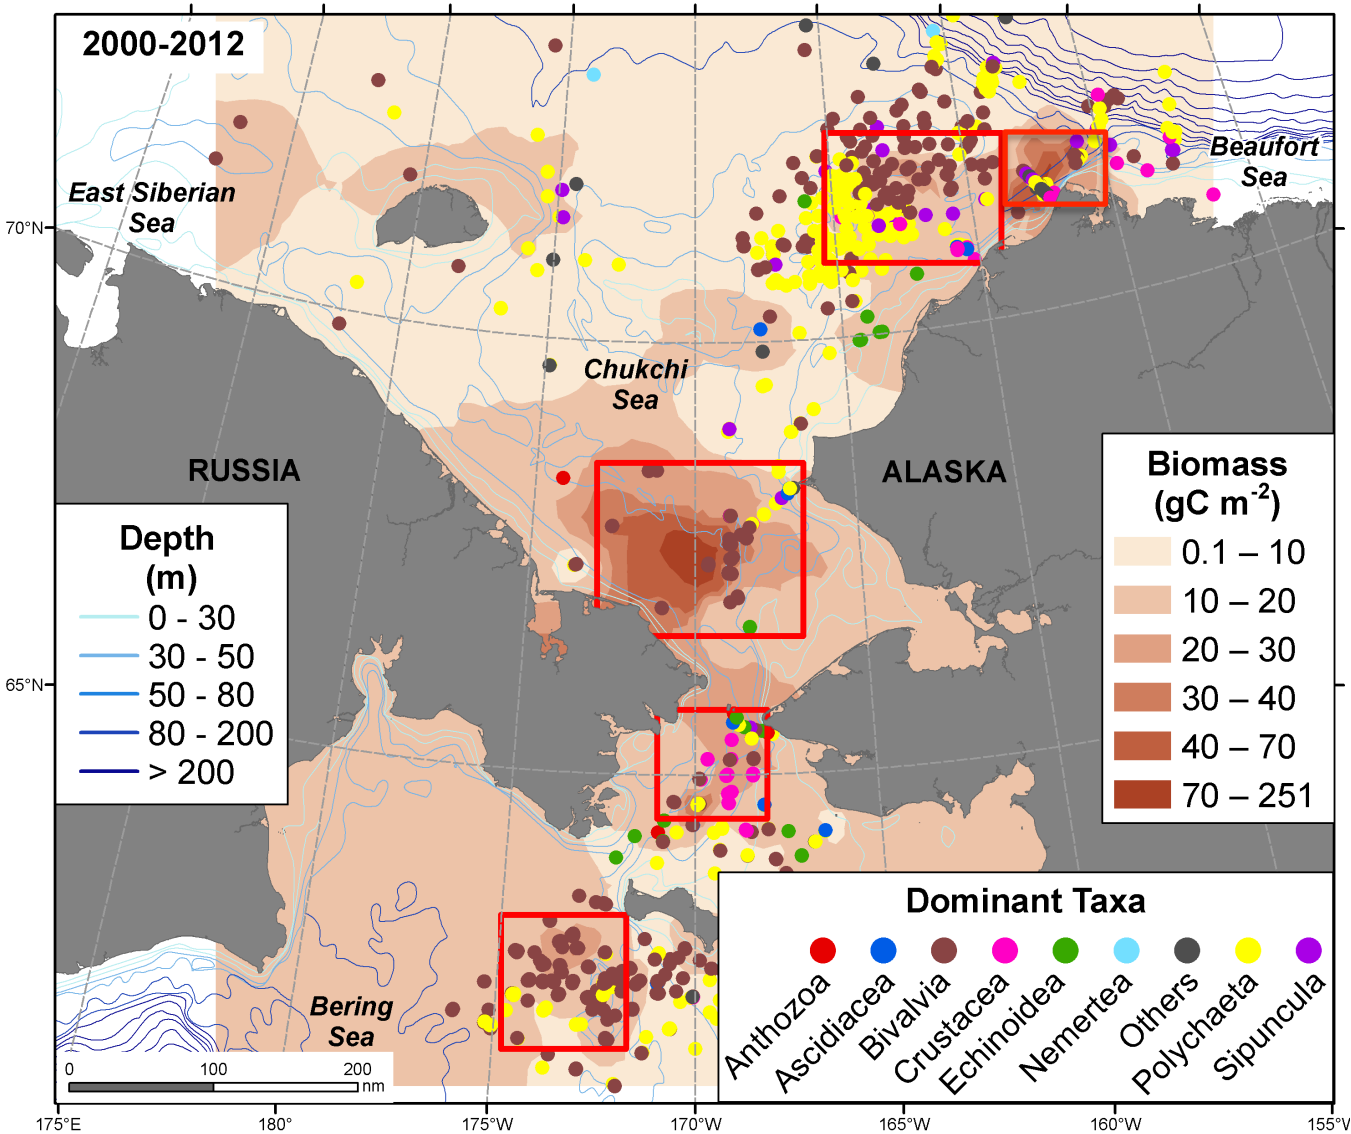 2000-2012
Beaufort
Sea
East Siberian
Sea
70°N
Chukchi
Sea
RUSSIA
ALASKA
Biomass
(gC m-2)
0.1 – 10
10 – 20
20 – 30
30 – 40
40 – 70
70 – 251
Depth
(m)
0 - 30
30 - 50
50 - 80
80 - 200
> 200
65°N
Dominant Taxa
Anthozoa
Ascidiacea
Bivalvia
Crustacea
Echinoidea
Nemertea
Others
Polychaeta
Sipuncula
Bering
Sea
0 100 200
nm
175°E 180° 175°W 170°W 165°W 160°W 155°W